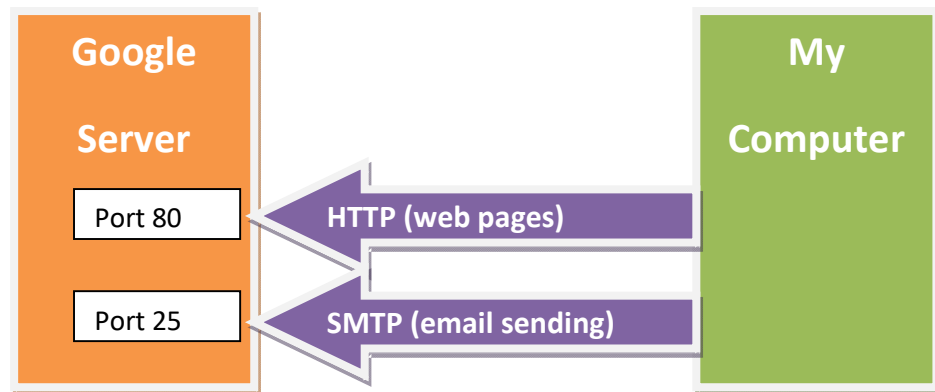 Google
Server
My
Computer
Port 80
HTTP (web pages)
Port 25
SMTP (email sending)